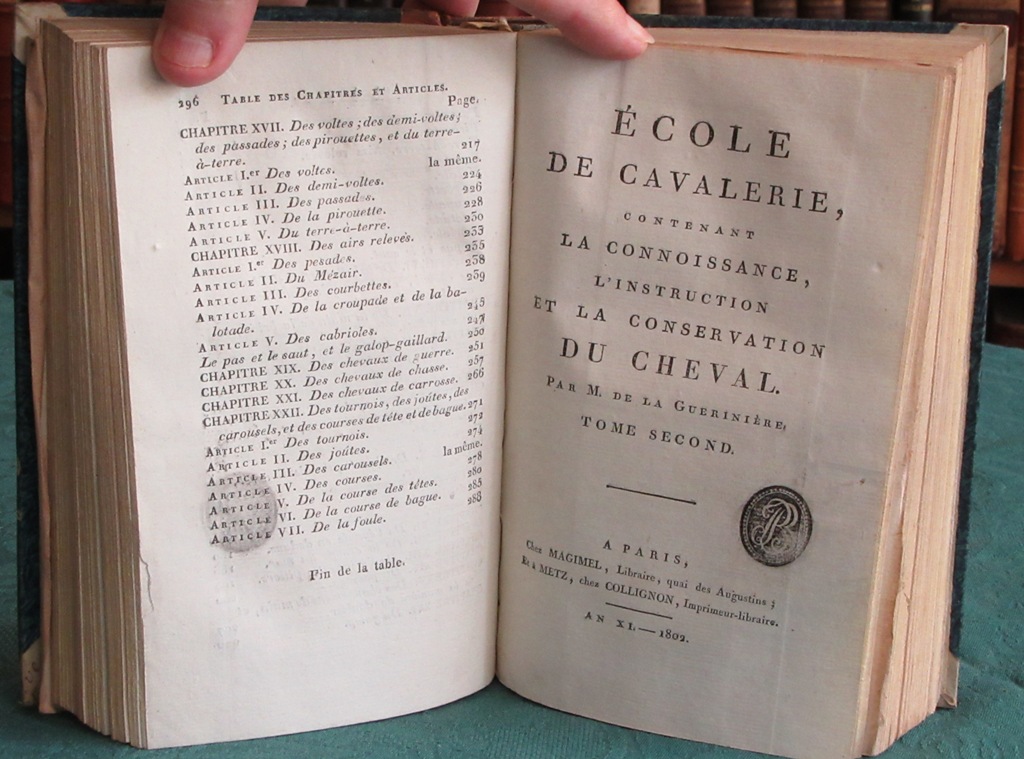 296 TABLE DES CHAPITRES ET ARTICLES.
Page.
CHAPITRE XVII. Des voltes ; des demi-voltes ;
des passades ; des pirouettes, et du terre-
à-terre. 217
ARTICLE I.er Des voltes. la même.
ARTICLE II. Des demi-voltes. 224
ARTICLE III. Des passades. 226
ARTICLE IV. De la pirouette. 228
ARTICLE V. Du terre-à-terre. 230
CHAPITRE XVIII. Des airs relevés. 233
ARTICLE I.er Des pesades. 235
ARTICLE II. Du Mézair. 238
ARTICLE III. Des courbettes. 239
ARTICLE IV. De la croupade et de la ba-
lotade. 245
ARTICLE V. Des cabrioles. 247
Le pas et le saut, et le galop-gaillard. 250
CHAPITRE XIX. Des chevaux de guerre. 251
CHAPITRE XX. Des chevaux de chasse. 257
CHAPITRE XXI. Des chevaux de carrosse. 266
CHAPITRE XXII. Des tournois, des joûtes, des
carousels, et des courses de tête et de bague. 271
ARTICLE I.er Des tournois. 272
ARTICLE II. Des joûtes. 274
ARTICLE III. Des carousels. la même.
ARTICLE IV. Des courses. 278
ARTICLE V. De la course des têtes. 280
ARTICLE VI. De la course de bague. 285
ARTICLE VII. De la foule. 288
Fin de la table.
ÉCOLE
DE CAVALERIE,
CONTENANT
LA CONNOISSANCE,
L'INSTRUCTION
ET LA CONSERVATION
DU CHEVAL.
PAR M. DE LA GUERINIÈRE,
TOME SECOND.
A PARIS,
Chez MAGIMEL, Libraire, quai des Augustins ;
Et à METZ, chez COLLIGNON, Imprimeur-libraire.
AN XI. — 1802.